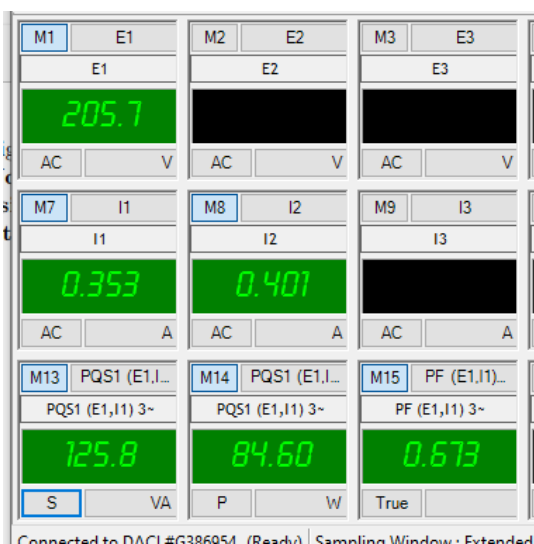 M1 E1 M2 E2 M3 E3
E1 E2 E3
205.7
AC V AC V AC V
M7 I1 M8 I2 M9 I3
I1 I2 I3
0.353 0.401
AC A AC A AC A
M13 PQS1 (E1,I... M14 PQS1 (E1,I... M15 PF (E1,I1)...
PQS1 (E1,I1) 3~ PQS1 (E1,I1) 3~ PF (E1,I1) 3~
125.8 84.60 0.673
S VA P W True
Connected to DACI #G386954 (Ready) Sampling Window : Extended